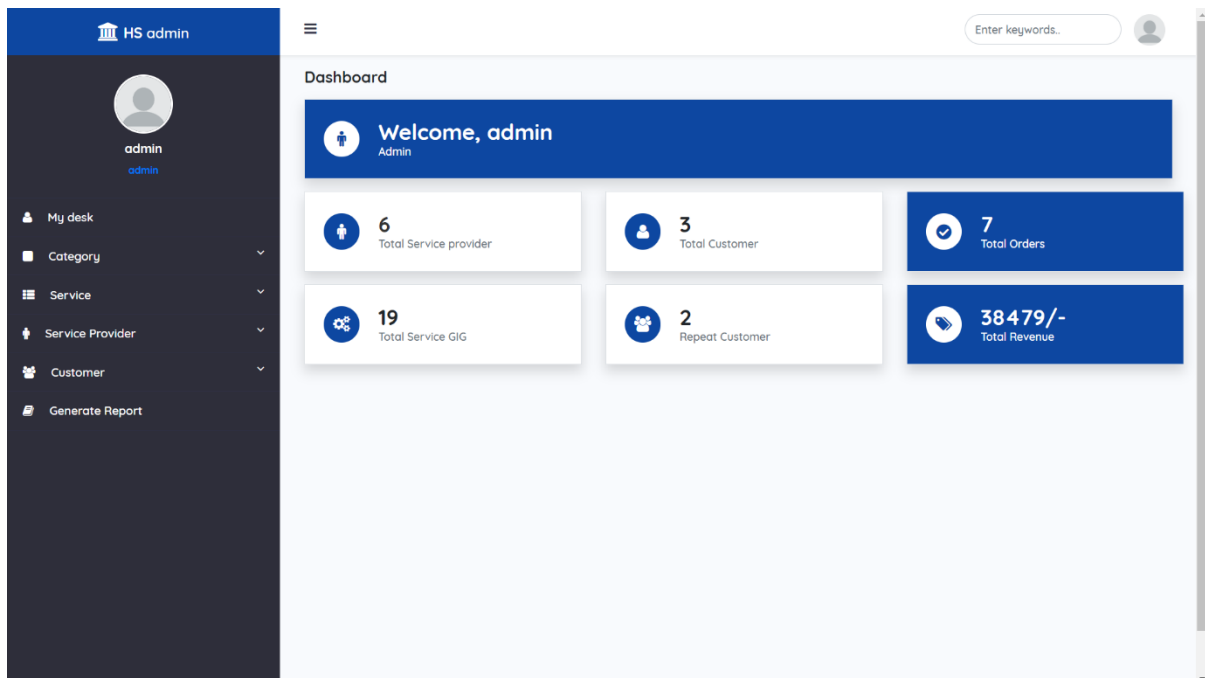 HS admin
admin
admin
My desk
Category
Service
Service Provider
Customer
Generate Report
Enter keywords..
Dashboard
Welcome, admin
Admin
6
Total Service provider
3
Total Customer
7
Total Orders
19
Total Service GIG
2
Repeat Customer
38479/-
Total Revenue